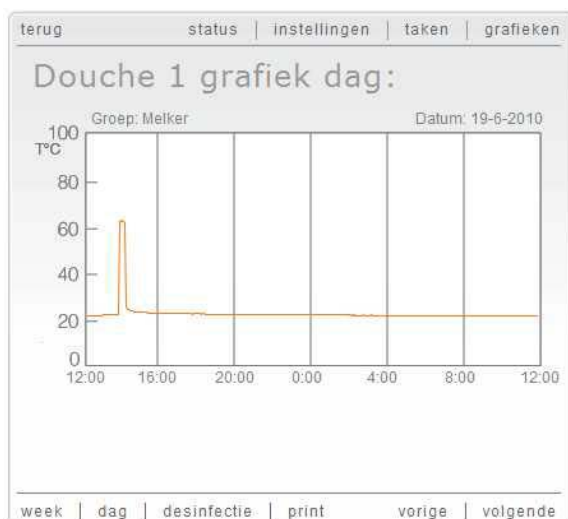 terug status | instellingen | taken | grafieken
Douche 1 grafiek dag:
Groep: Melker Datum: 19-6-2010
100
T°C
80
60
40
20
0
12:00 16:00 20:00 0:00 4:00 8:00 12:00
week | dag | desinfectie | print vorige | volgende